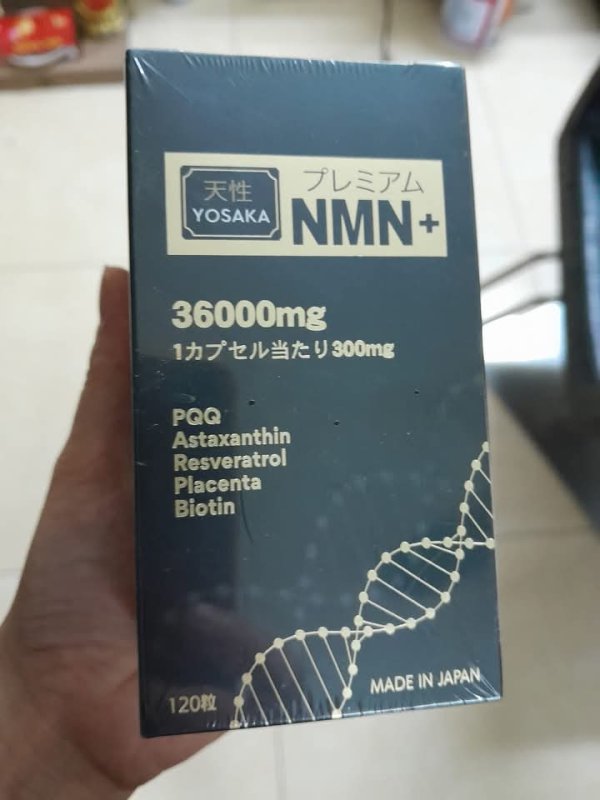 天性
YOSAKA
プレミアム
NMN+
36000mg
1カプセル当たり300mg
PQQ
Astaxanthin
Resveratrol
Placenta
Biotin
120粒
MADE IN JAPAN